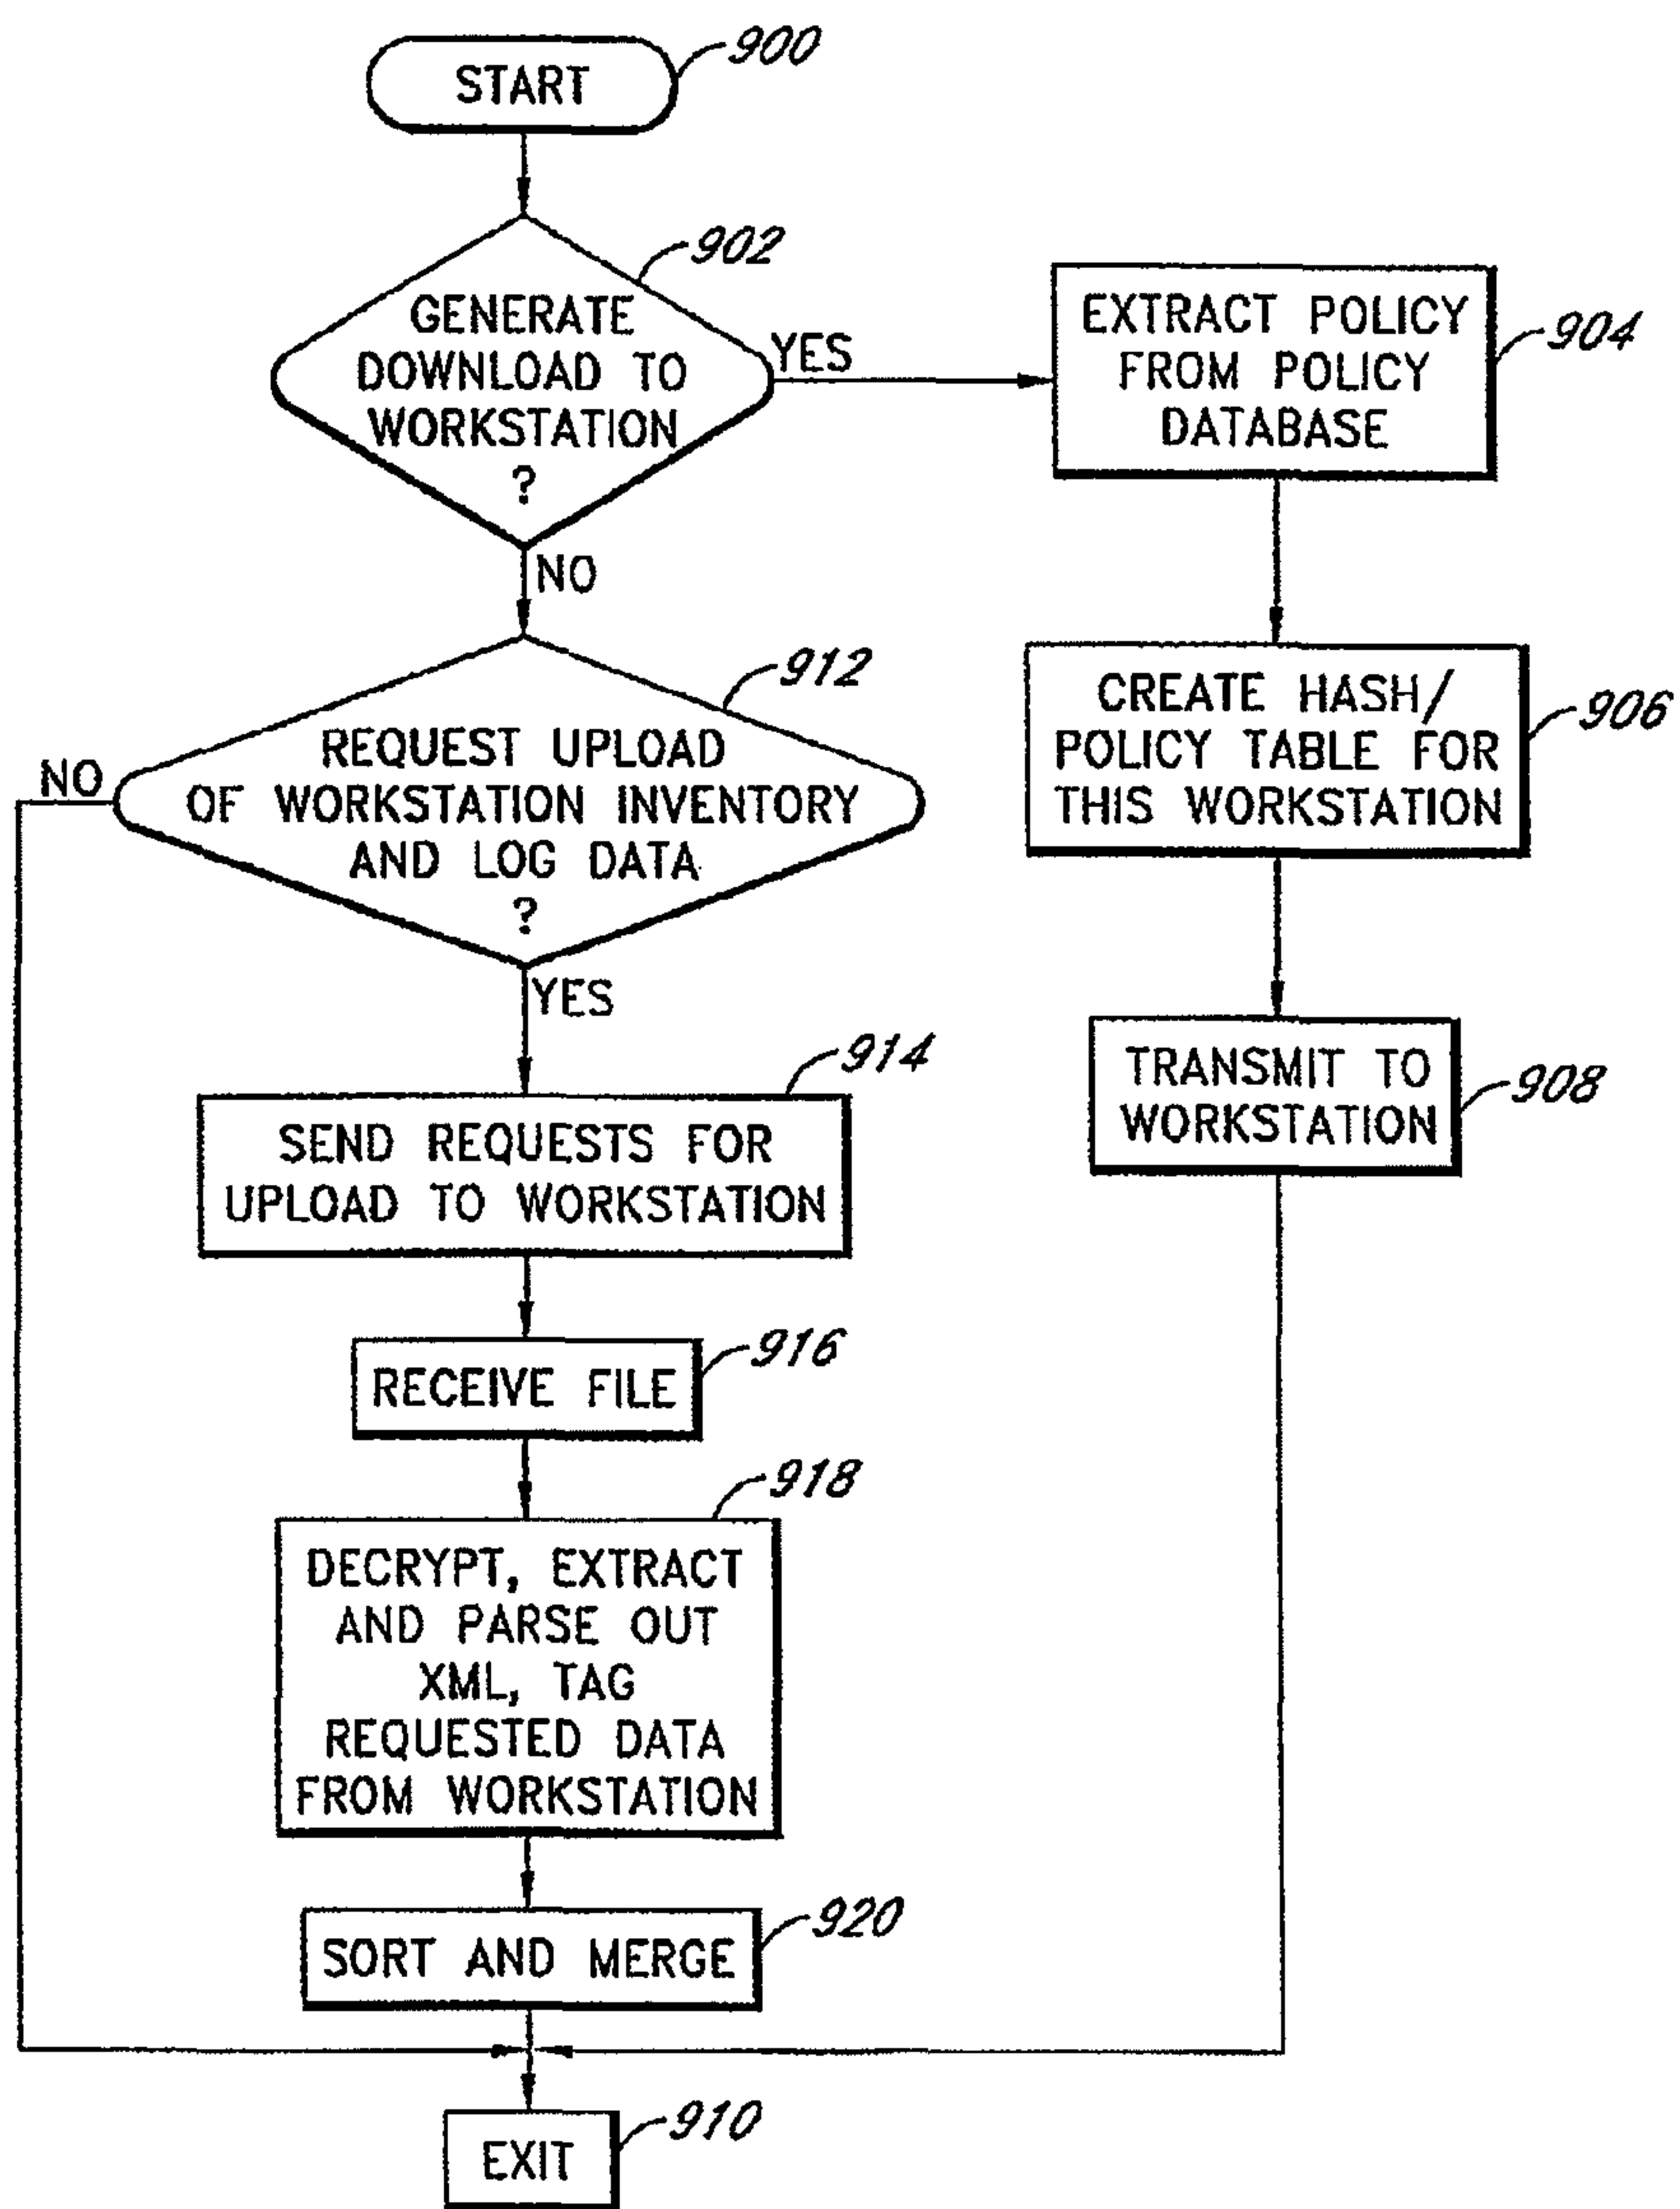 START
900
902
GENERATE
DOWNLOAD TO
WORKSTATION
?
YES
NO
EXTRACT POLICY
FROM POLICY
DATABASE
904
CREATE HASH/
POLICY TABLE FOR
THIS WORKSTATION
906
TRANSMIT TO
WORKSTATION
908
912
REQUEST UPLOAD
OF WORKSTATION INVENTORY
AND LOG DATA
?
NO
YES
914
SEND REQUESTS FOR
UPLOAD TO WORKSTATION
916
RECEIVE FILE
918
DECRYPT, EXTRACT
AND PARSE OUT
XML, TAG
REQUESTED DATA
FROM WORKSTATION
920
SORT AND MERGE
910
EXIT